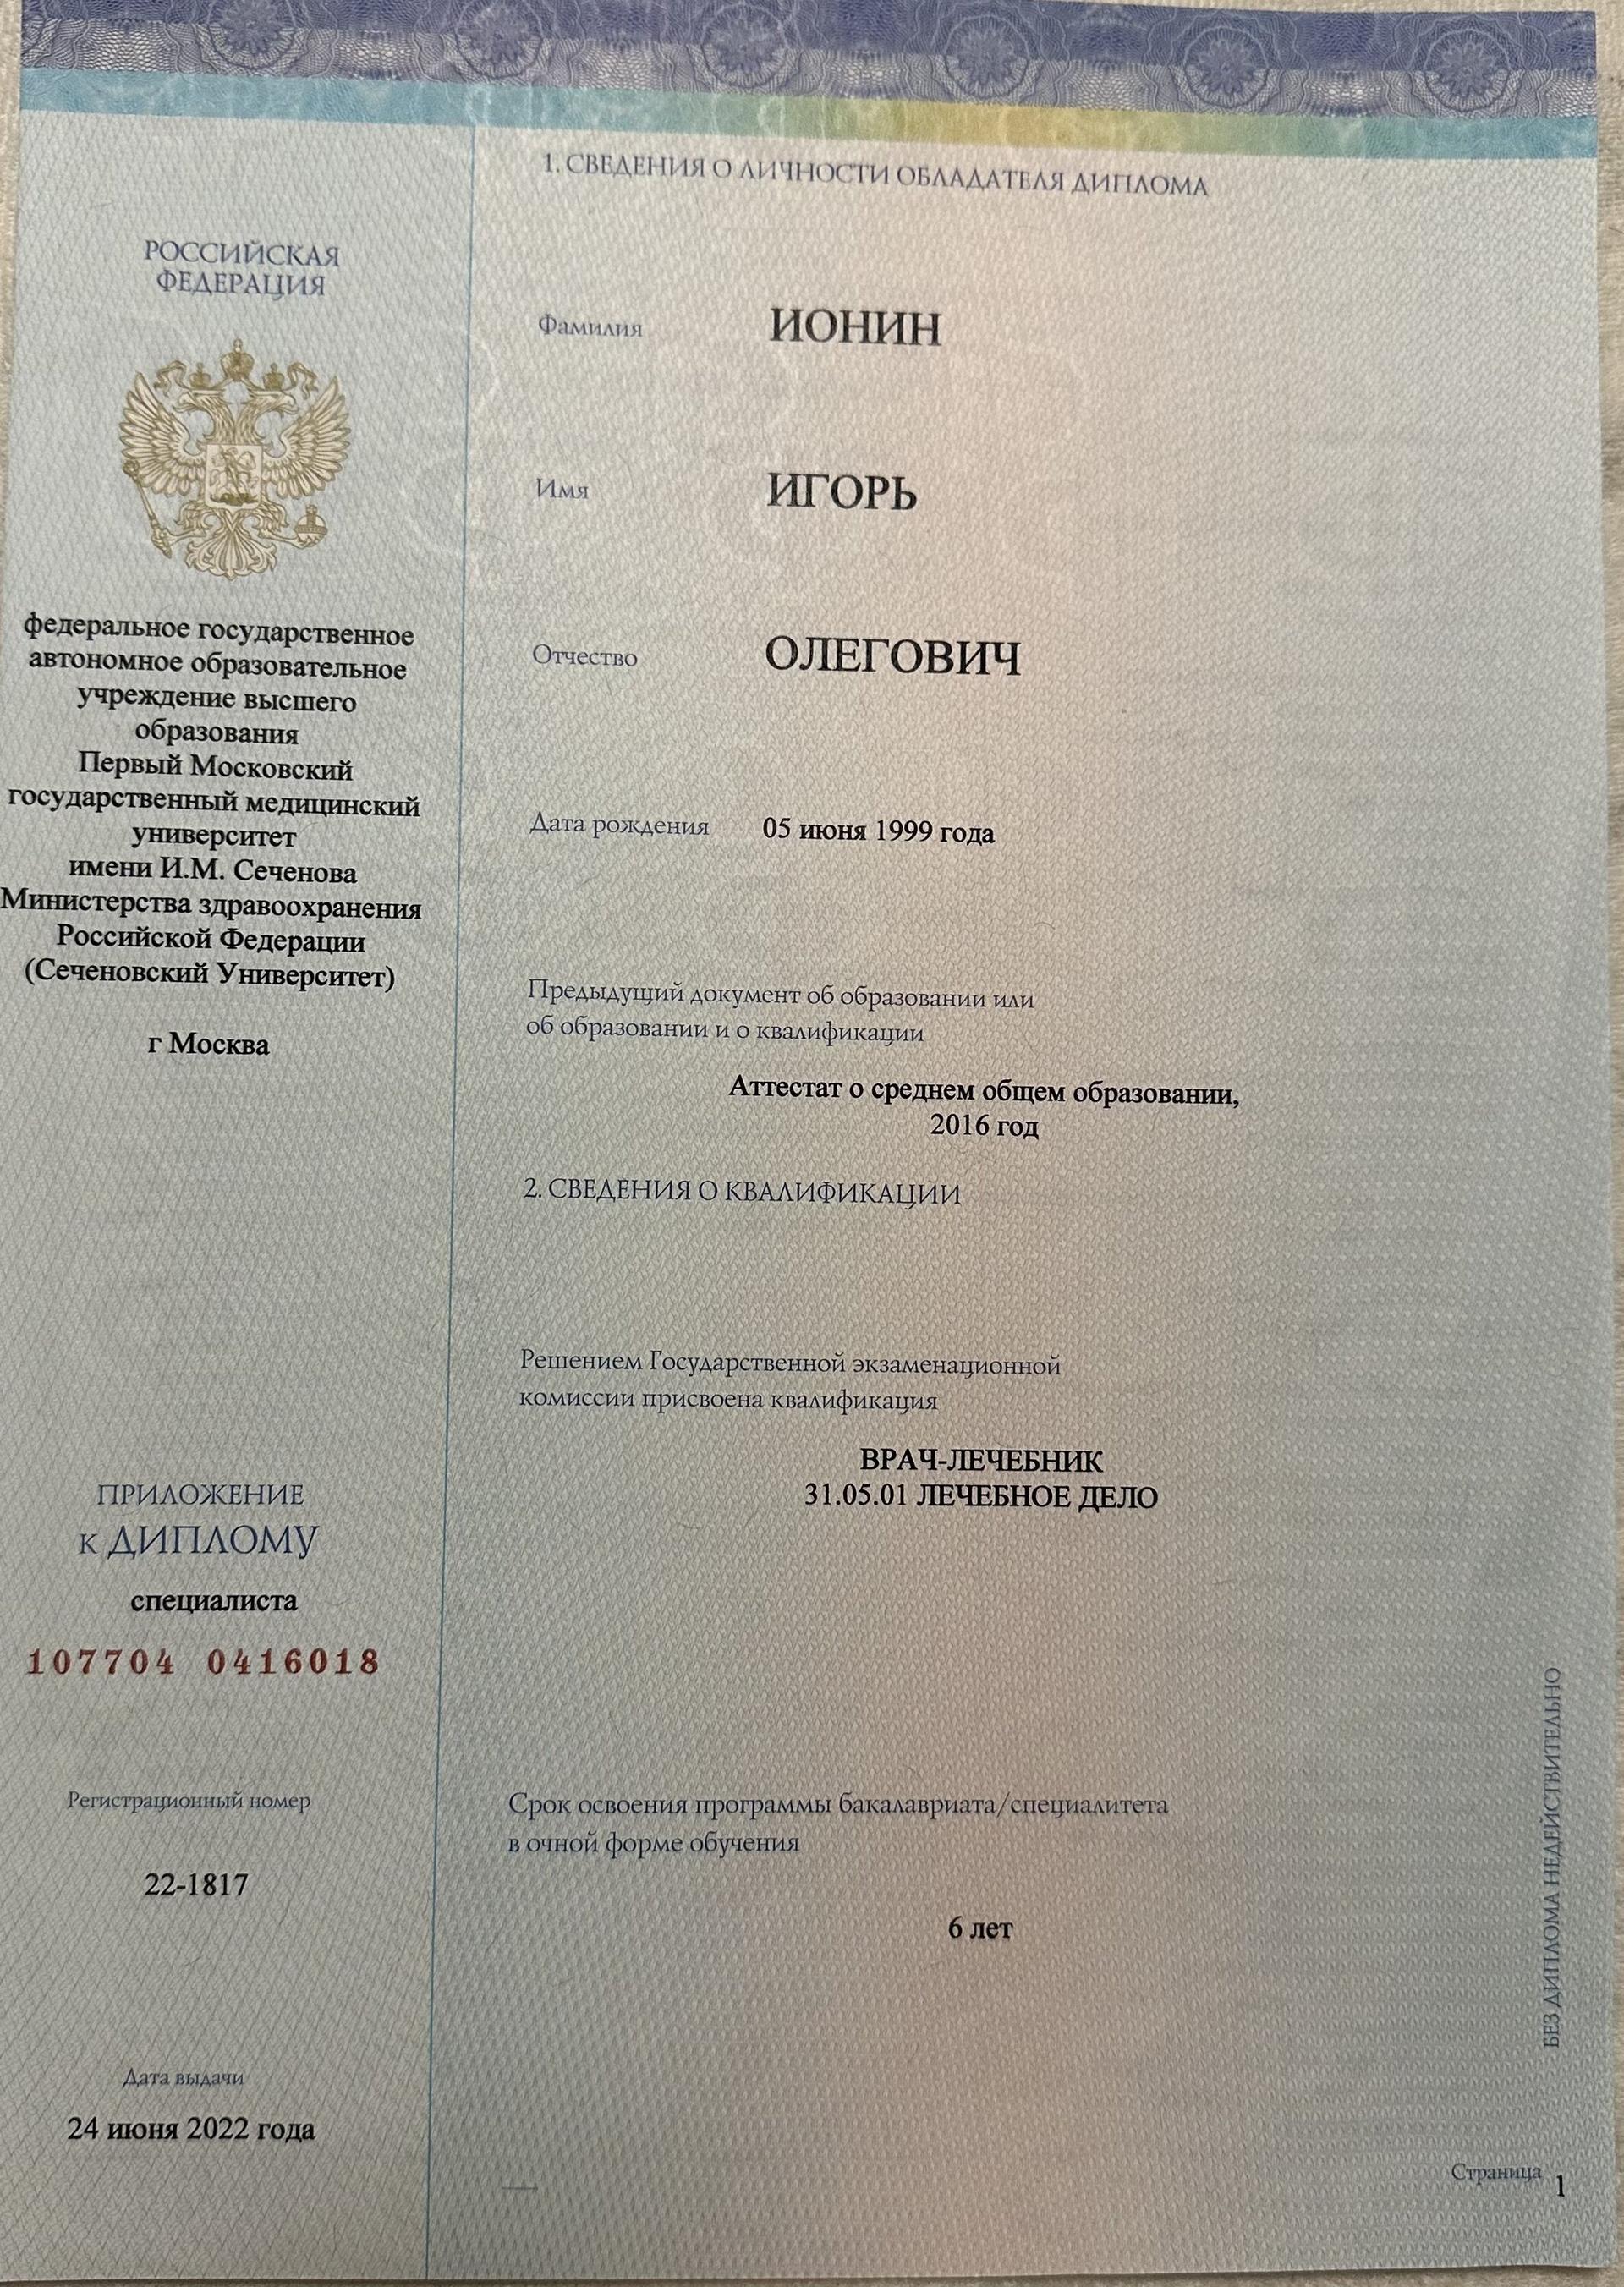 РОССИЙСКАЯ
ФЕДЕРАЦИЯ
федеральное государственное
автономное образовательное
учреждение высшего
образования
Первый Московский
государственный медицинский
университет
имени И.М. Сеченова
Министерства здравоохранения
Российской Федерации
(Сеченовский Университет)
г Москва
ПРИЛОЖЕНИЕ
к ДИПЛОМУ
специалиста
107704 0416018
Регистрационный номер
22-1817
Дата выдачи
24 июня 2022 года
1. СВЕДЕНИЯ О ЛИЧНОСТИ ОБЛАДАТЕЛЯ ДИПЛОМА
Фамилия ИОНИН
Имя ИГОРЬ
Отчество ОЛЕГОВИЧ
Дата рождения 05 июня 1999 года
Предыдущий документ об образовании или
об образовании и о квалификации
Аттестат о среднем общем образовании,
2016 год
2. СВЕДЕНИЯ О КВАЛИФИКАЦИИ
Решением Государственной экзаменационной
комиссии присвоена квалификация
ВРАЧ-ЛЕЧЕБНИК
31.05.01 ЛЕЧЕБНОЕ ДЕЛО
Срок освоения программы бакалавриата/специалитета
в очной форме обучения
6 лет
БЕЗ ДИПЛОМА НЕДЕЙСТВИТЕЛЬНО
Страница 1